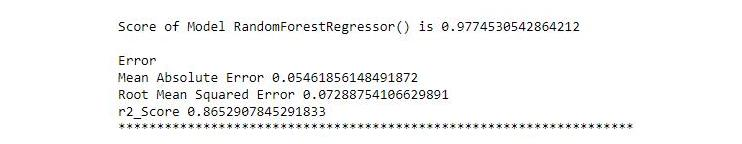 Score of Model RandomForestRegressor() is 0.9774530542864212
Error
Mean Absolute Error 0.05461856148491872
Root Mean Squared Error 0.07288754106629891
r2_Score 0.8652907845291833
*******************************************************************